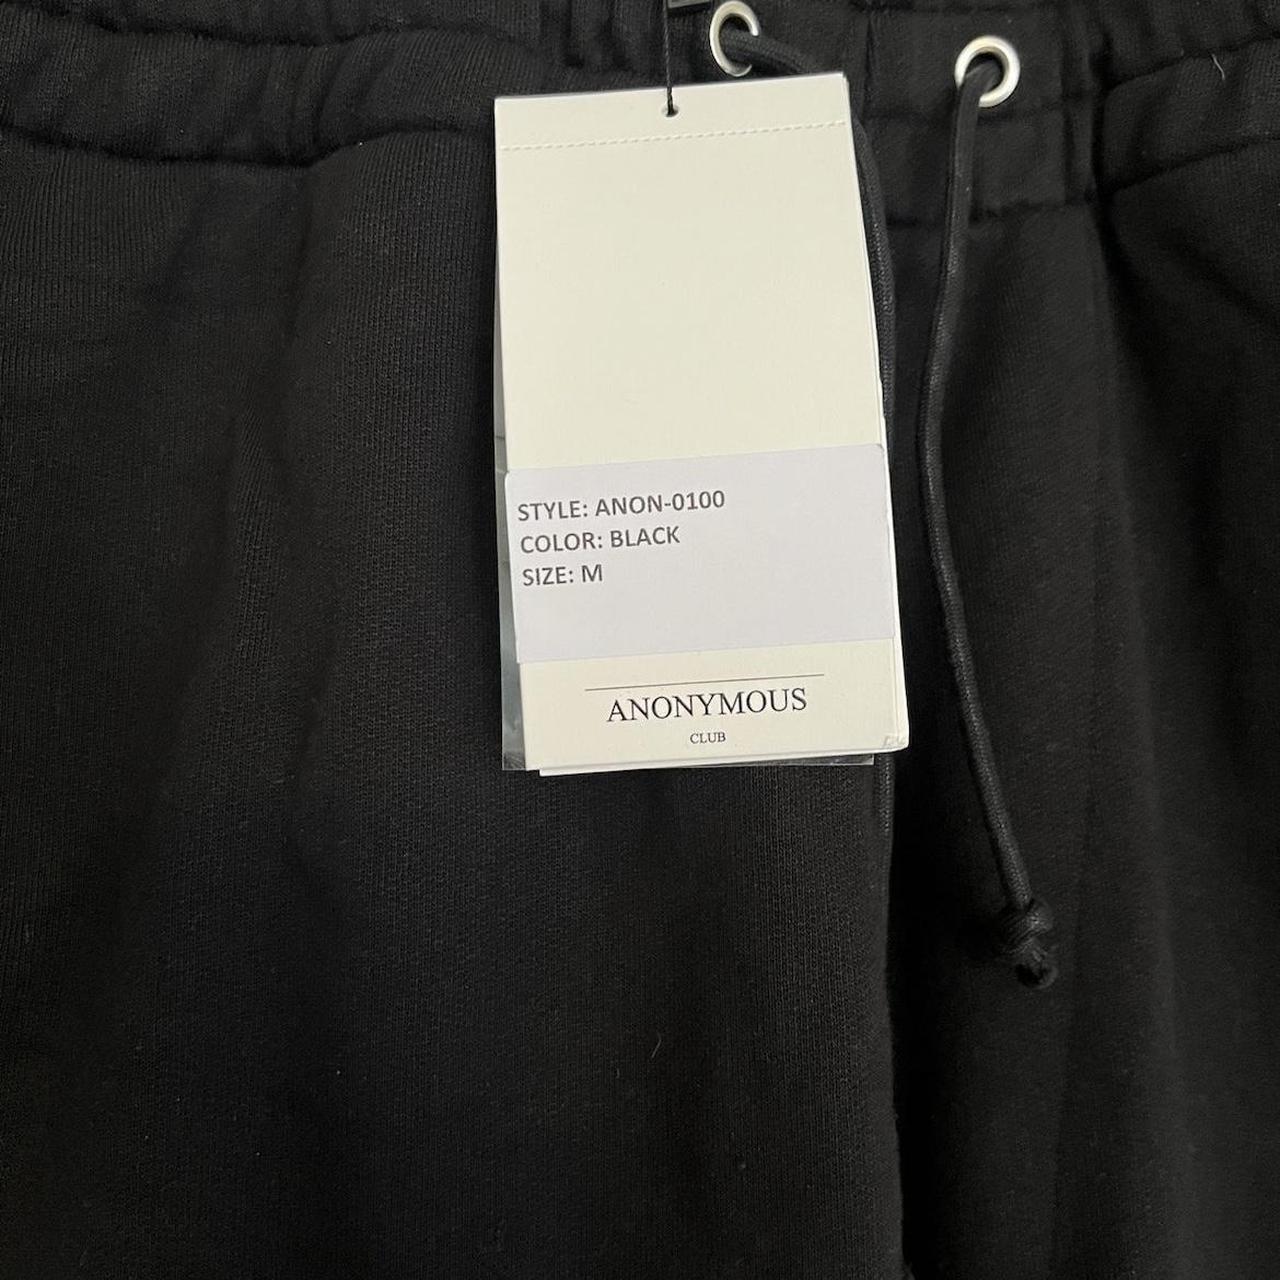 STYLE: ANON-0100
COLOR: BLACK
SIZE: M
ANONYMOUS
CLUB